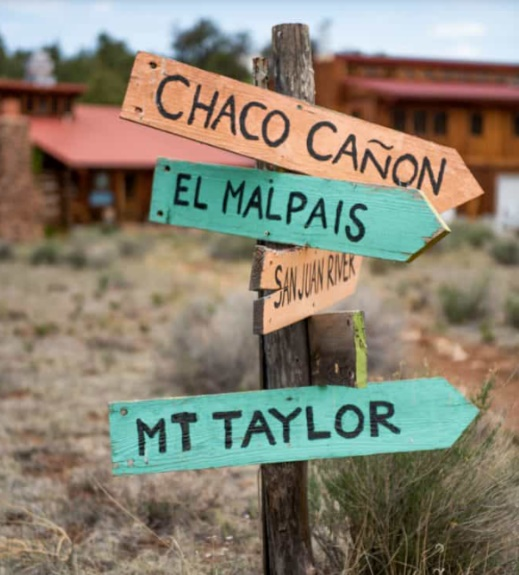 CHACO CAÑON
EL MALPAIS
SAN JUAN RIVER
MT TAYLOR